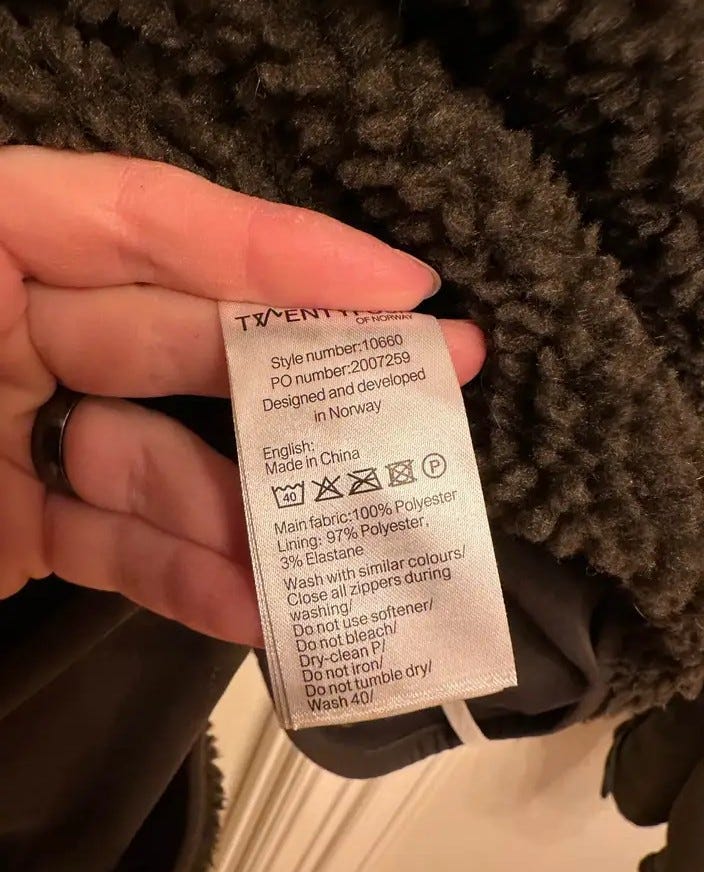 OF NORWAY
Style number:10660
PO number:2007259
Designed and developed
in Norway
English:
Made in China
40 P
Main fabric:100% Polyester
Lining: 97% Polyester,
3% Elastane
Wash with similar colours/
Close all zippers during
washing/
Do not use softener/
Do not bleach/
Dry-clean P/
Do not iron/
Do not tumble dry/
Wash 40/